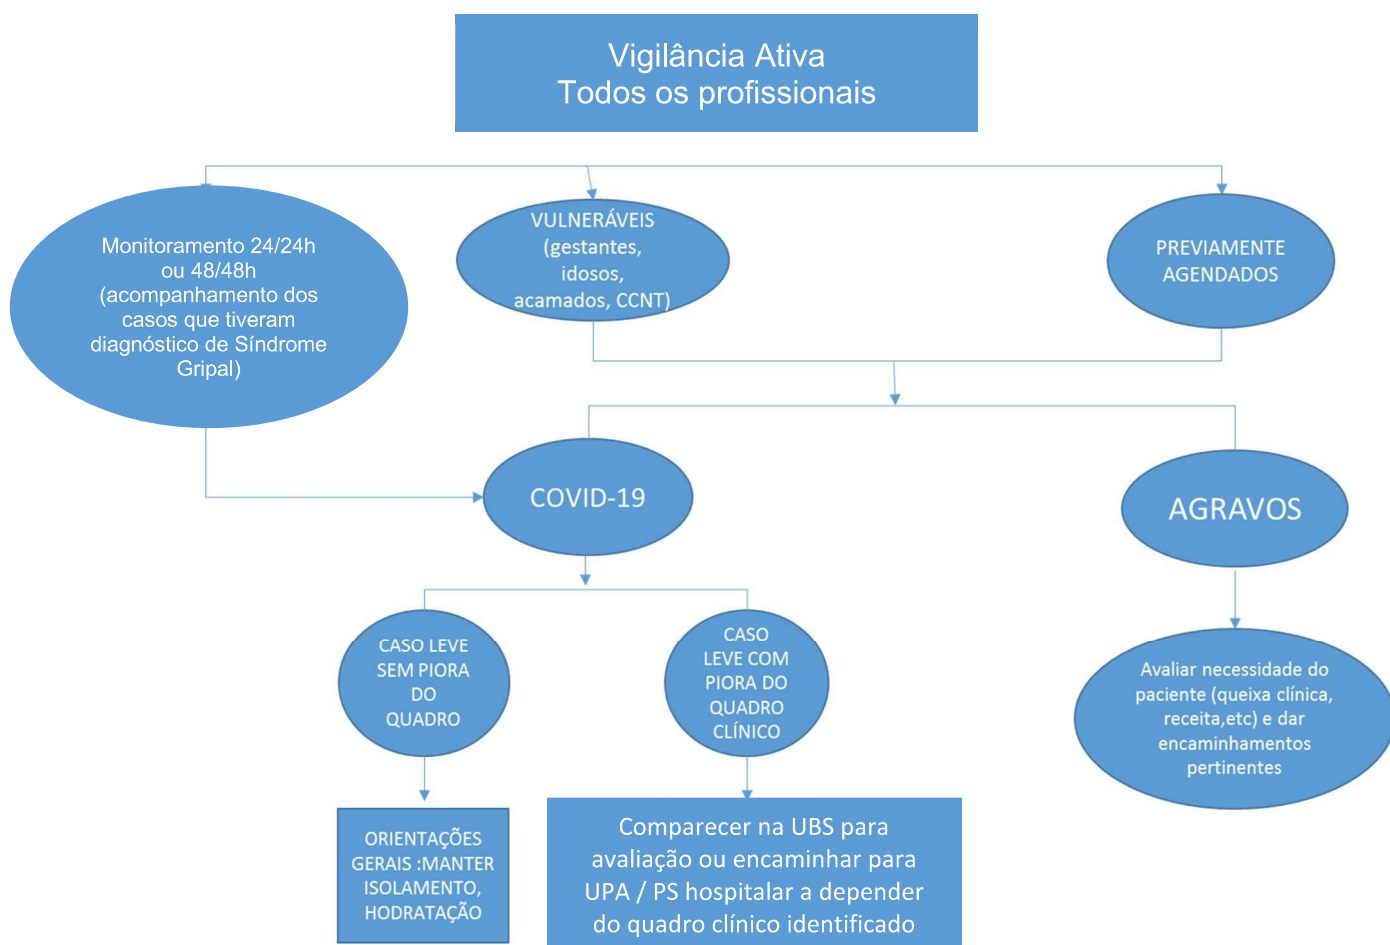 Vigilância Ativa
Todos os profissionais
Monitoramento 24/24h
ou 48/48h
(acompanhamento dos
casos que tiveram
diagnóstico de Síndrome
Gripal)
VULNERÁVEIS
(gestantes,
idosos,
acamados, CCNT)
PREVIAMENTE
AGENDADOS
COVID-19
AGRAVOS
CASO LEVE
SEM PIORA
DO
QUADRO
CASO
LEVE COM
PIORA DO
QUADRO
CLÍNICO
Avaliar necessidade do
paciente (queixa clínica,
receita,etc) e dar
encaminhamentos
pertinentes
ORIENTAÇÕES
GERAIS :MANTER
ISOLAMENTO,
HODRATAÇÃO
Comparecer na UBS para
avaliação ou encaminhar para
UPA / PS hospitalar a depender
do quadro clínico identificado